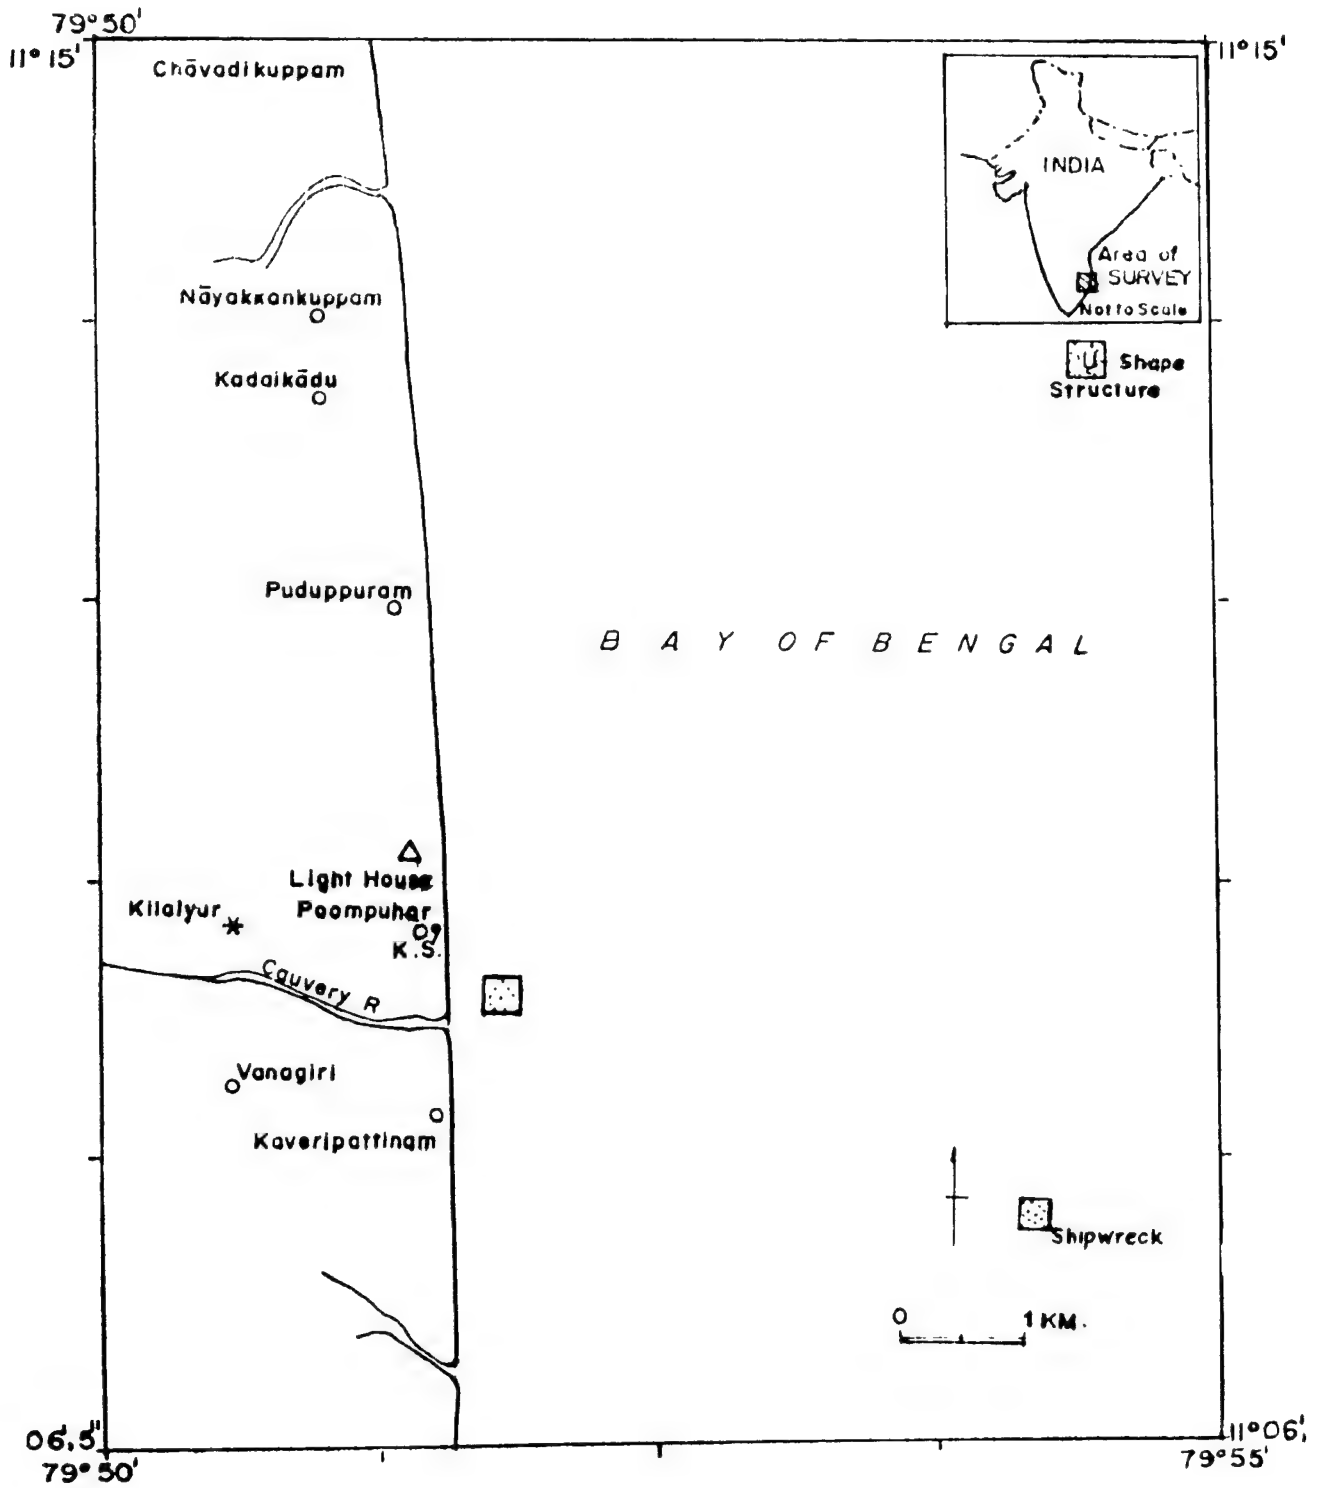 79°50'
11°15'
11°15'
Chāvadikuppam
INDIA
Area of
SURVEY
Not to Scale
Nāyakkankuppam
U Shape
Structure
Kadaikādu
Puduppuram
BAY OF BENGAL
Light House
Poompuhar
Kilaiyur
K.S.
Cauvery R
Vanagiri
Kaveripattinam
Shipwreck
0 1 KM.
06',5"
11°06',
79°50'
79°55'